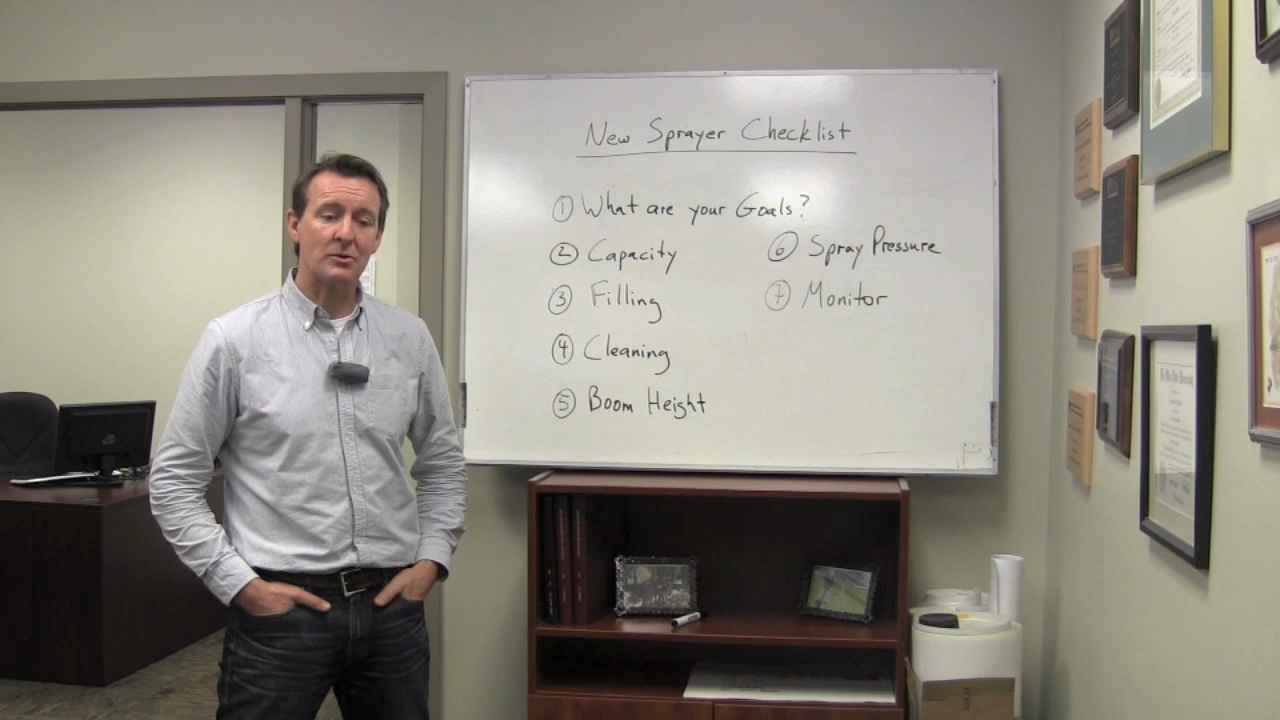 New Sprayer Checklist
① What are your Goals?
② Capacity
③ Filling
④ Cleaning
⑤ Boom Height
⑥ Spray Pressure
⑦ Monitor